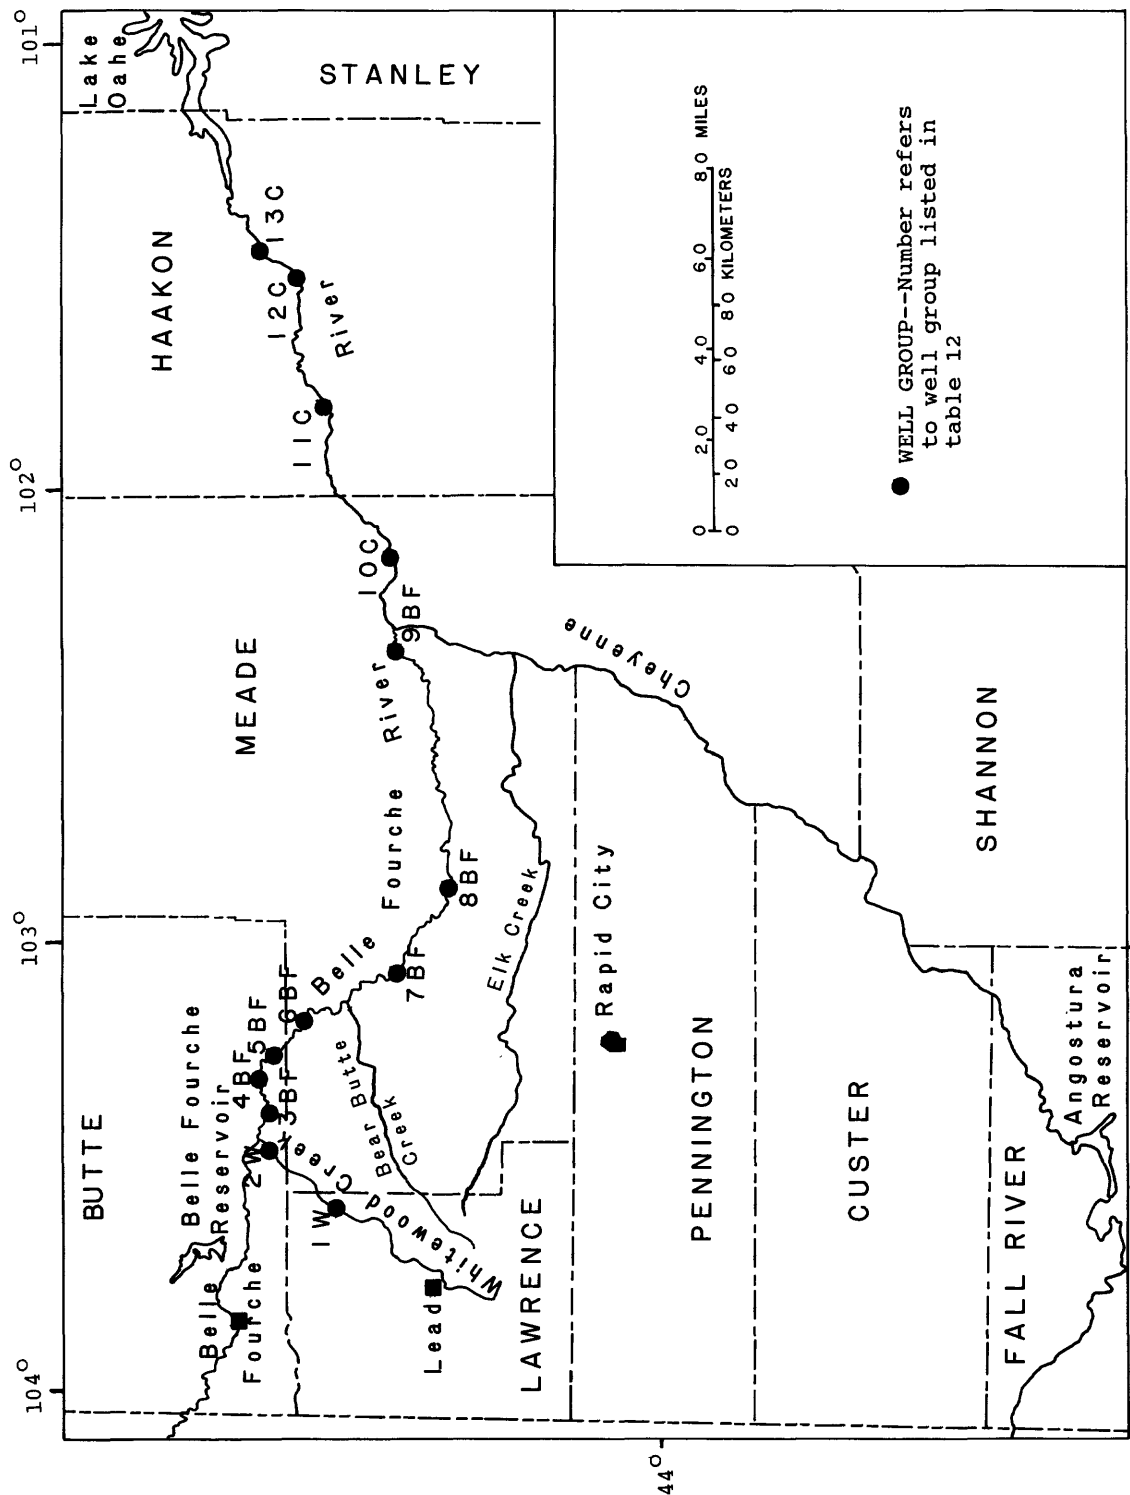 104°
103°
102°
101°
44°
BUTTE
MEADE
HAAKON
STANLEY
Lake
Oahe
Belle Fourche
Reservoir
Belle
Fourche
2W
3BF
4BF
5BF
6BF
1W
Whitewood Creek
Lead
LAWRENCE
Bear Butte
Creek
Belle
Fourche
River
7BF
8BF
9BF
10C
11C
12C
13C
River
Elk Creek
Cheyenne
Rapid City
PENNINGTON
CUSTER
SHANNON
FALL RIVER
Angostura
Reservoir
0 20 40 60 80 MILES
0 20 40 60 80 KILOMETERS
WELL GROUP--Number refers
to well group listed in
table 12